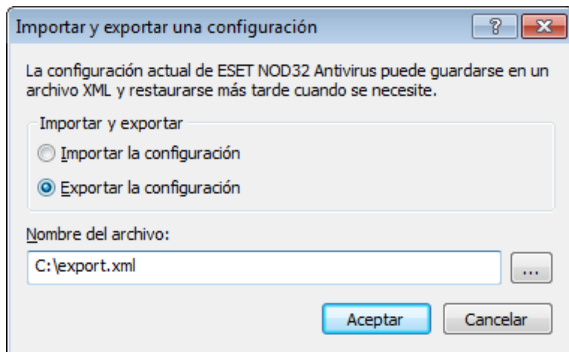 Importar y exportar una configuración
?
La configuración actual de ESET NOD32 Antivirus puede guardarse en un
archivo XML y restaurarse más tarde cuando se necesite.
Importar y exportar
Importar la configuración
Exportar la configuración
Nombre del archivo:
C:\export.xml
...
Aceptar Cancelar